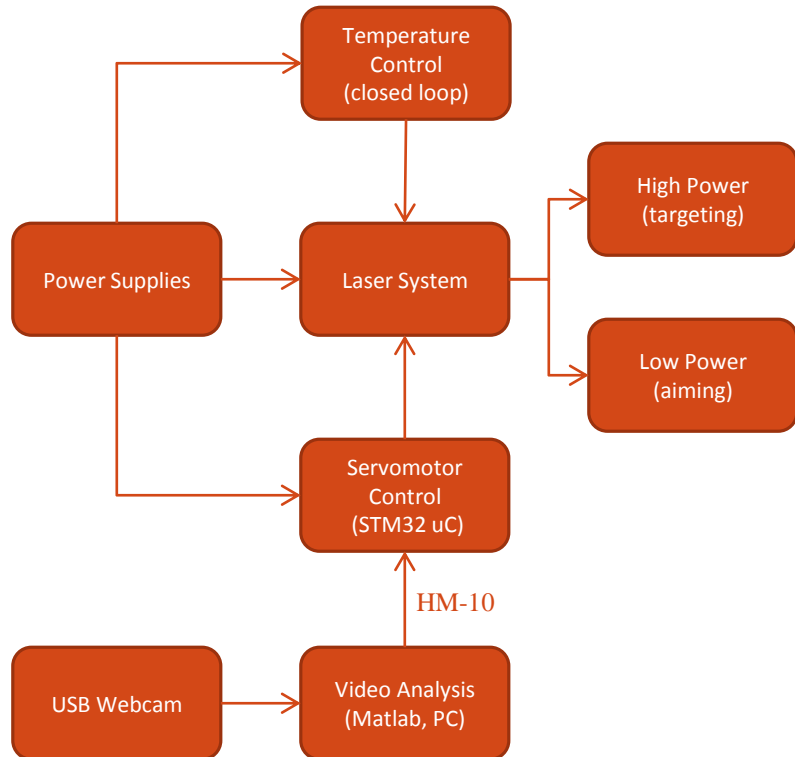 Temperature
Control
(closed loop)
High Power
(targeting)
Power Supplies
Laser System
Low Power
(aiming)
Servomotor
Control
(STM32 uC)
HM-10
USB Webcam
Video Analysis
(Matlab, PC)